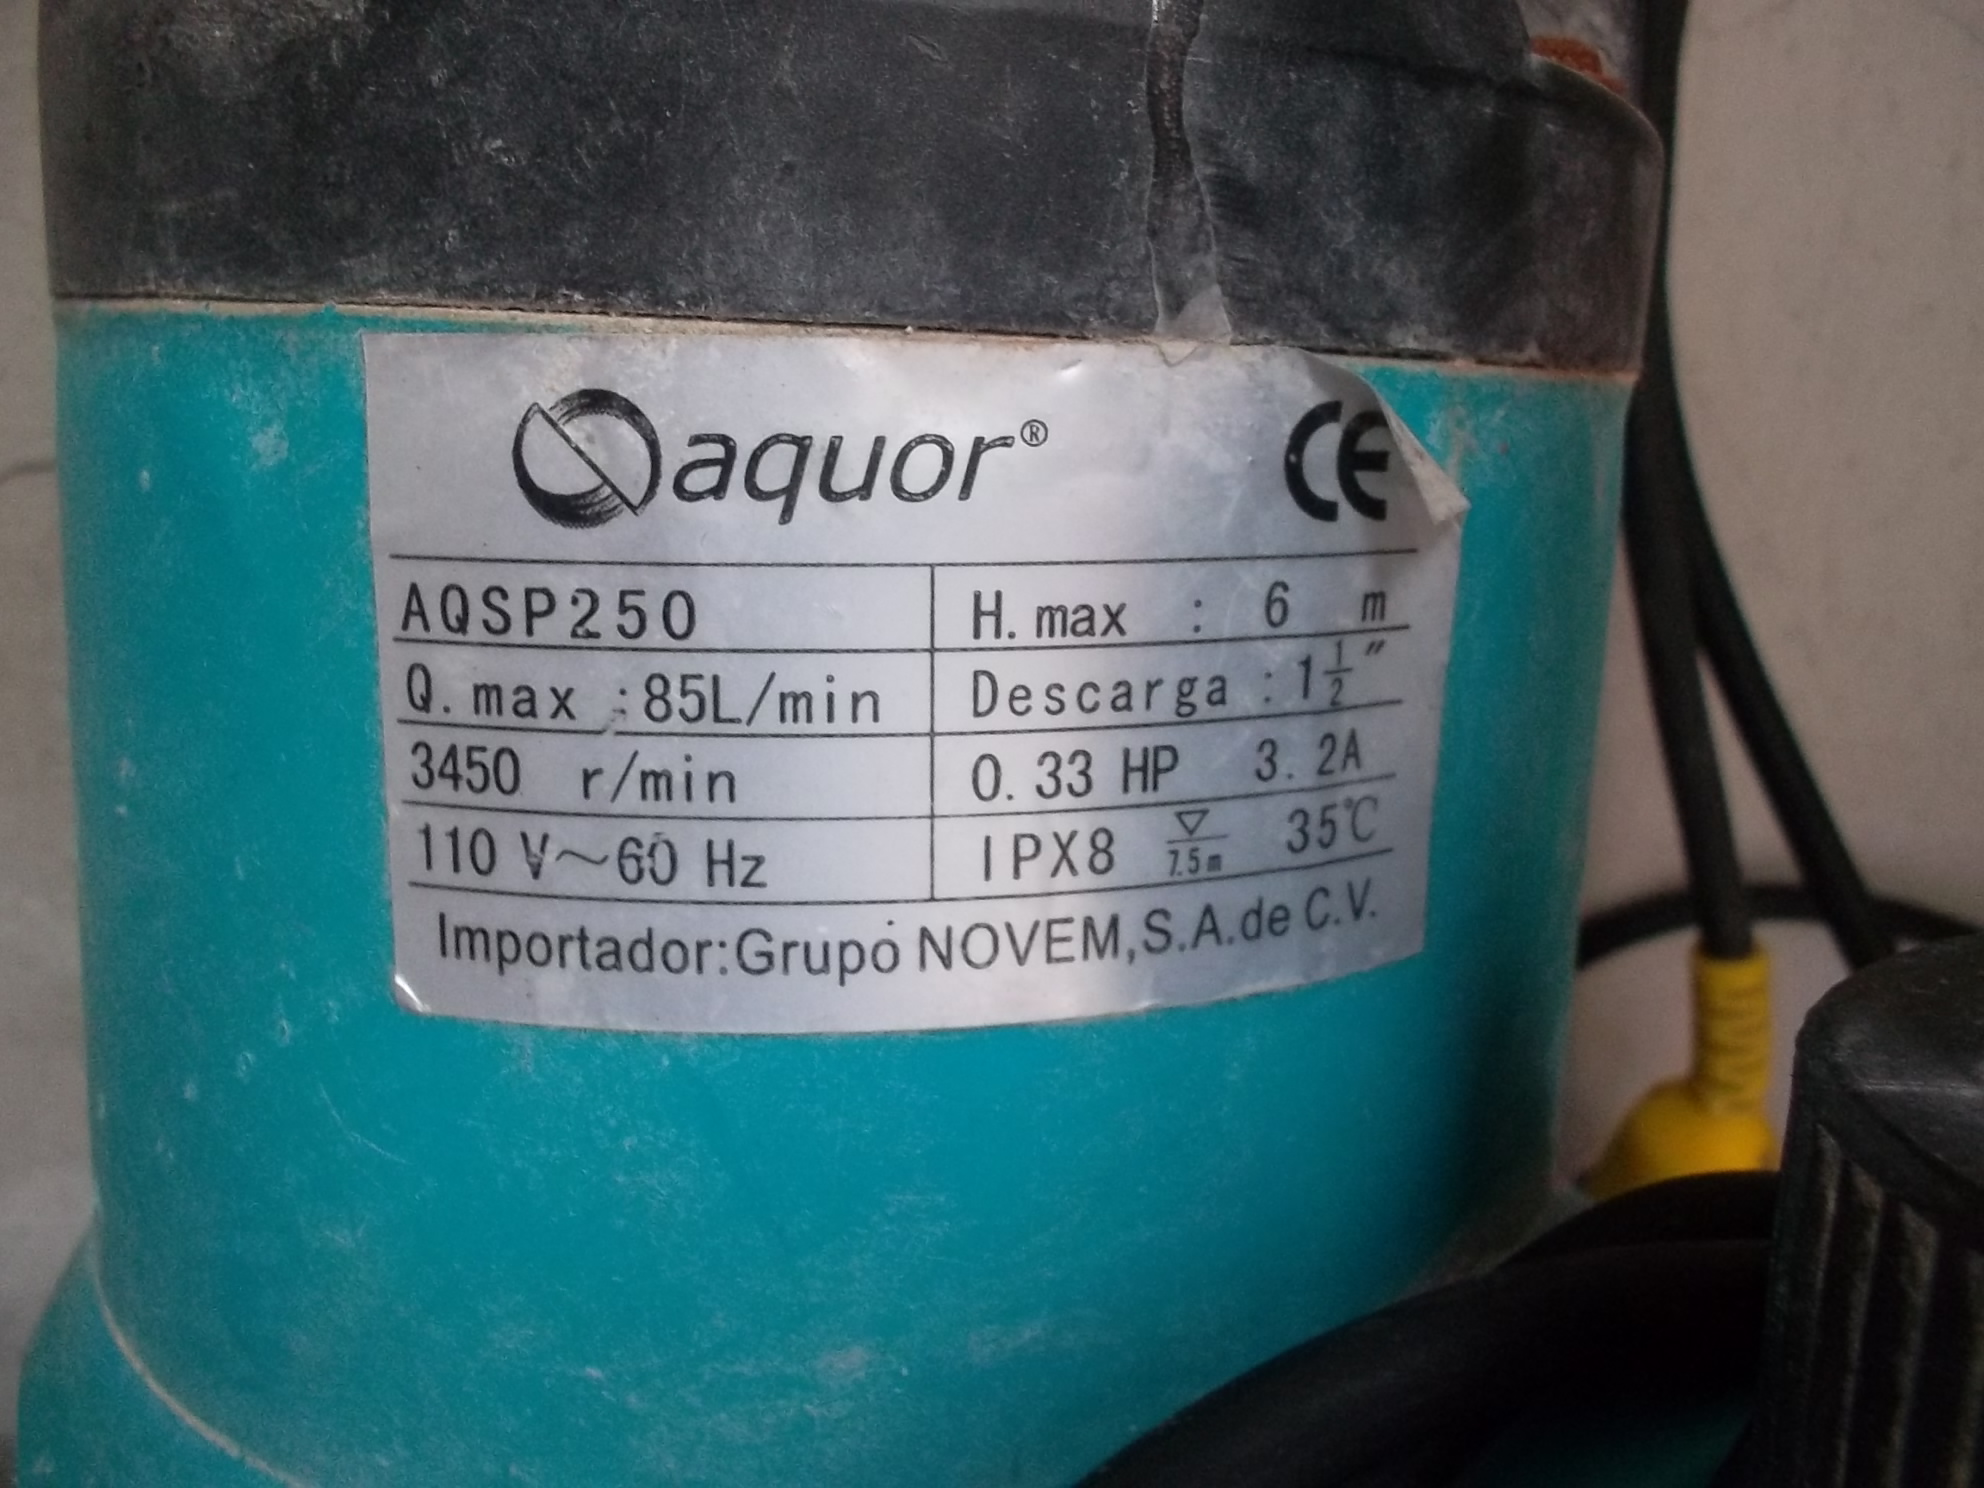 aquor® CE
AQSP250 H. max : 6 m
Q. max : 85L/min Descarga : 1 1/2"
3450 r/min 0.33 HP 3.2A
110 V~60 Hz IPX8 ▽ 7.5m 35℃
Importador:Grupo NOVEM,S.A.de C.V.